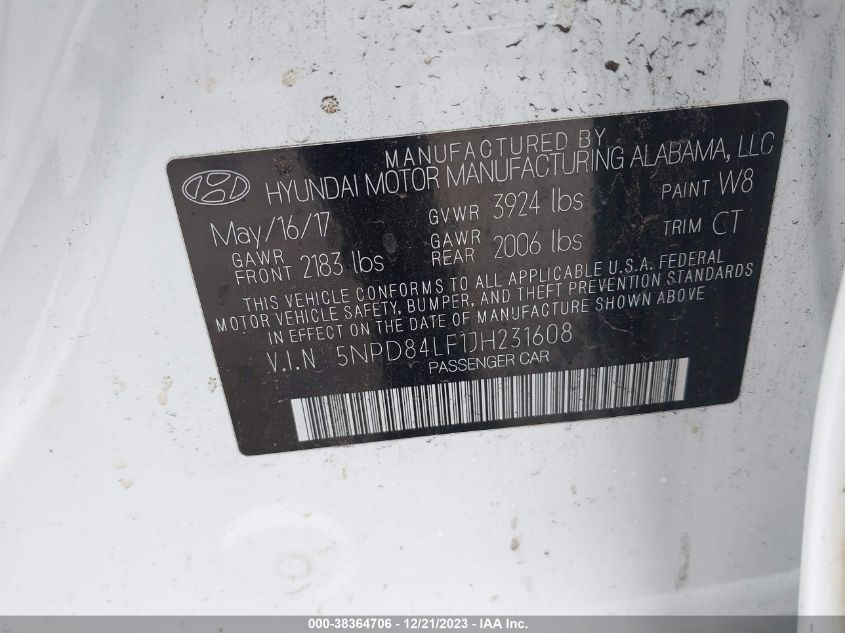 MANUFACTURED BY
HYUNDAI MOTOR MANUFACTURING ALABAMA, LLC
May/16/17 GVWR 3924 lbs PAINT W8
GAWR FRONT 2183 lbs GAWR REAR 2006 lbs TRIM CT
THIS VEHICLE CONFORMS TO ALL APPLICABLE U.S.A. FEDERAL
MOTOR VEHICLE SAFETY, BUMPER, AND THEFT PREVENTION STANDARDS
IN EFFECT ON THE DATE OF MANUFACTURE SHOWN ABOVE
V.I.N 5NPD84LF1JH231608
PASSENGER CAR
000-38364706 - 12/21/2023 - IAA Inc.